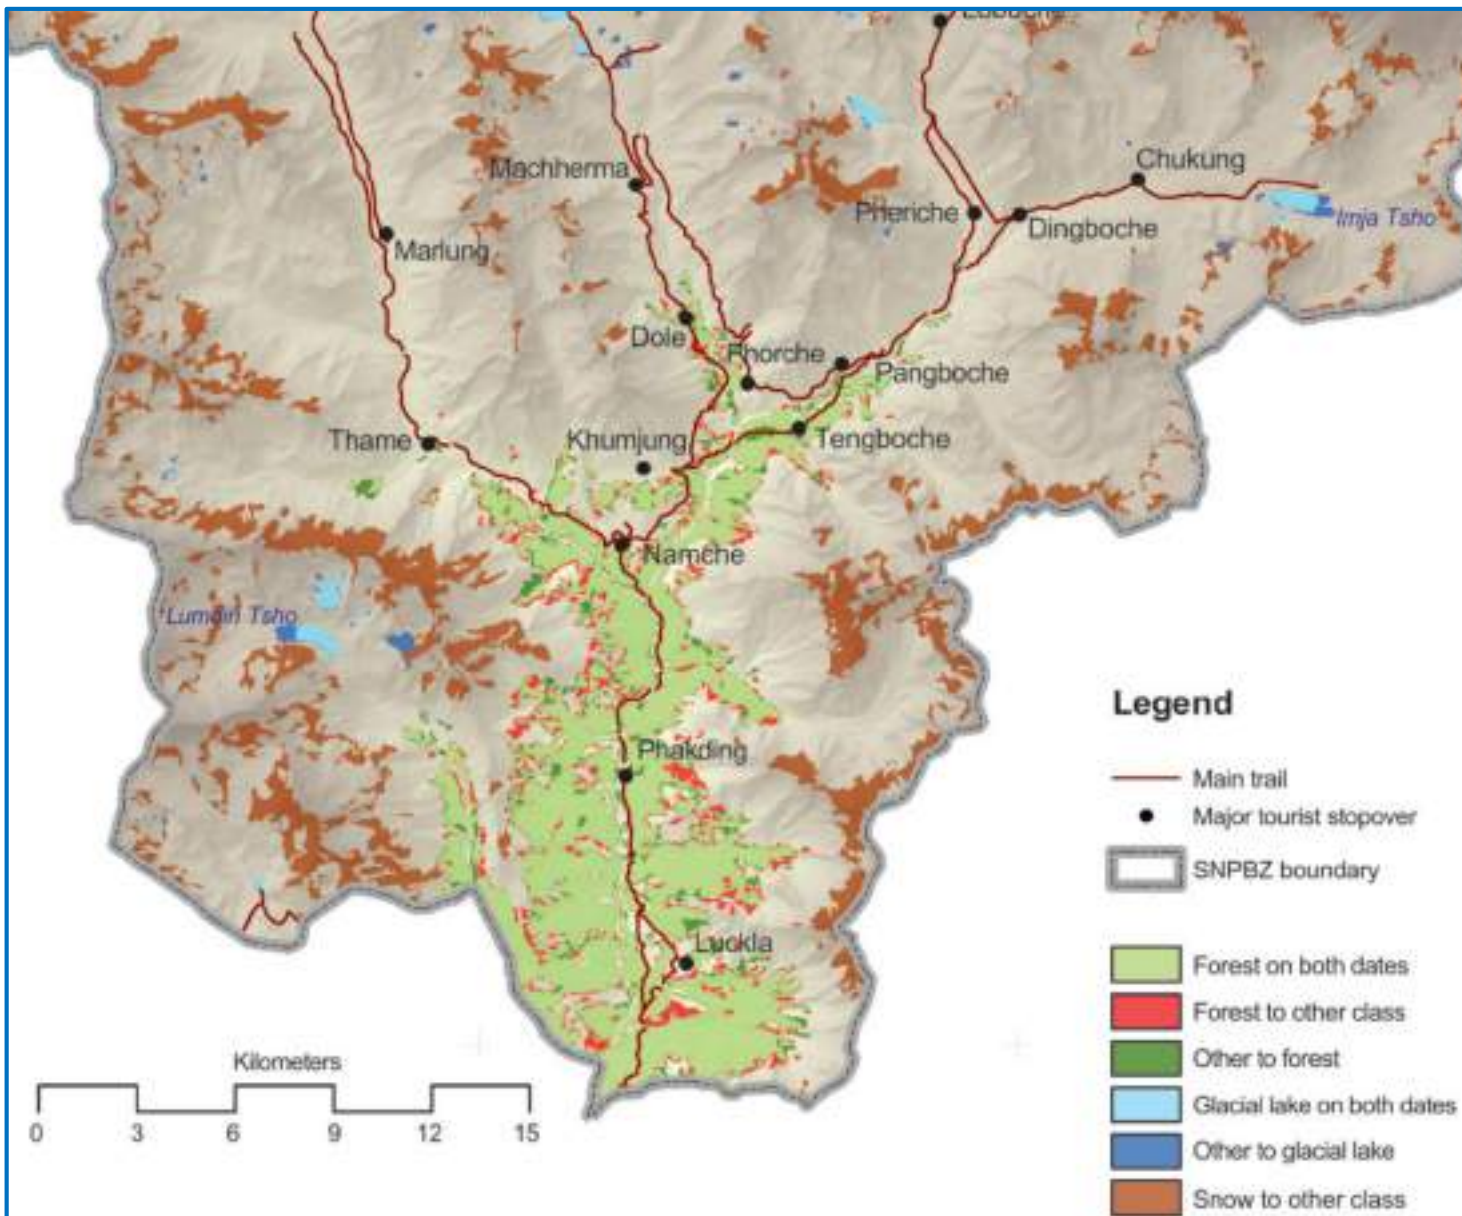 Machherma
Chukung
Pheriche
Dingboche
Imja Tsho
Marlung
Dole
Phorche
Pangboche
Thame
Khumjung
Tengboche
Namche
Lumdin Tsho
Phakding
Luckla
Kilometers
0 3 6 9 12 15
Legend
Main trail
Major tourist stopover
SNPBZ boundary
Forest on both dates
Forest to other class
Other to forest
Glacial lake on both dates
Other to glacial lake
Snow to other class